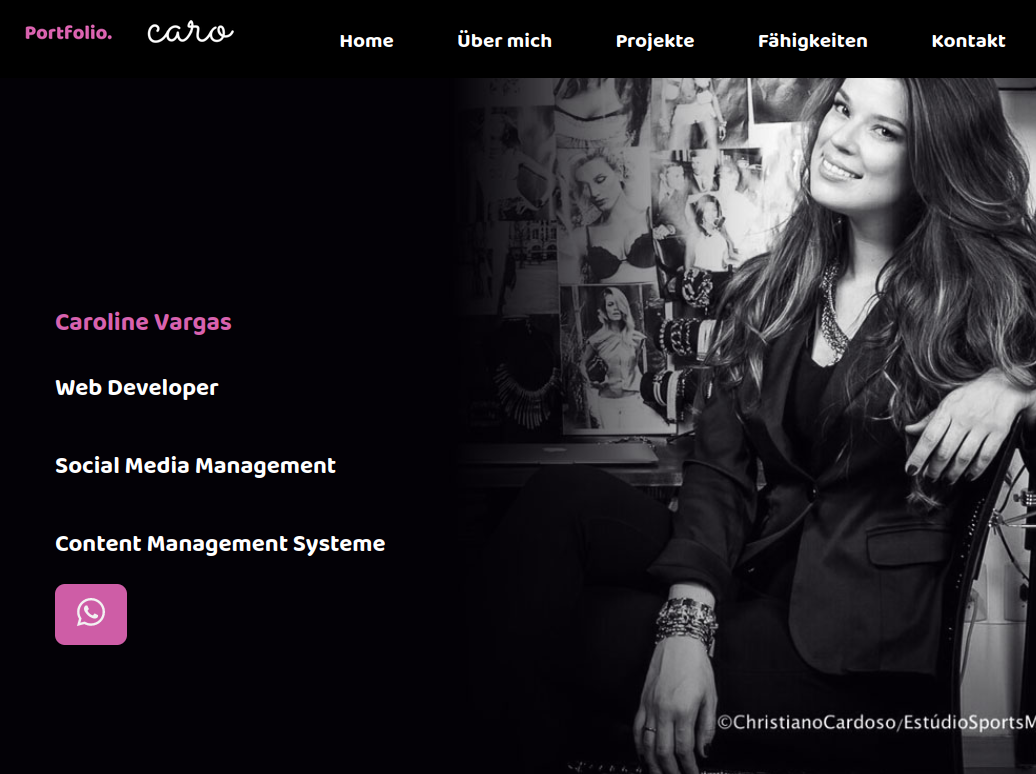 Portfolio. caro Home Über mich Projekte Fähigkeiten Kontakt
Caroline Vargas
Web Developer
Social Media Management
Content Management Systeme
©ChristianoCardoso/EstúdioSportsM